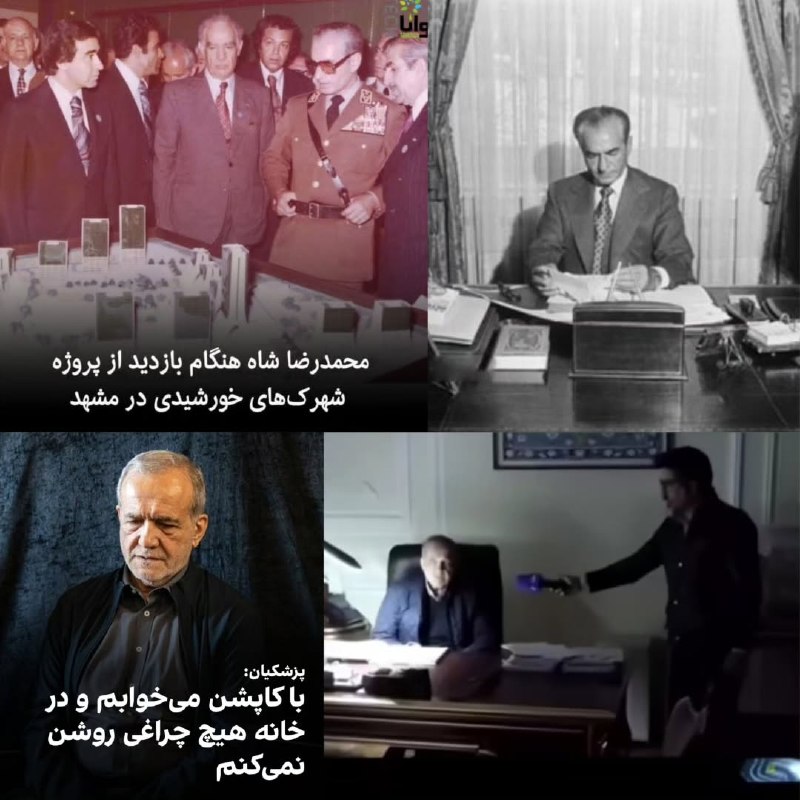 وانا
محمدرضا شاه هنگام بازدید از پروژه
شهرک‌های خورشیدی در مشهد
پزشکیان:
با کاپشن می‌خوابم و در
خانه هیچ چراغی روشن
نمی‌کنم